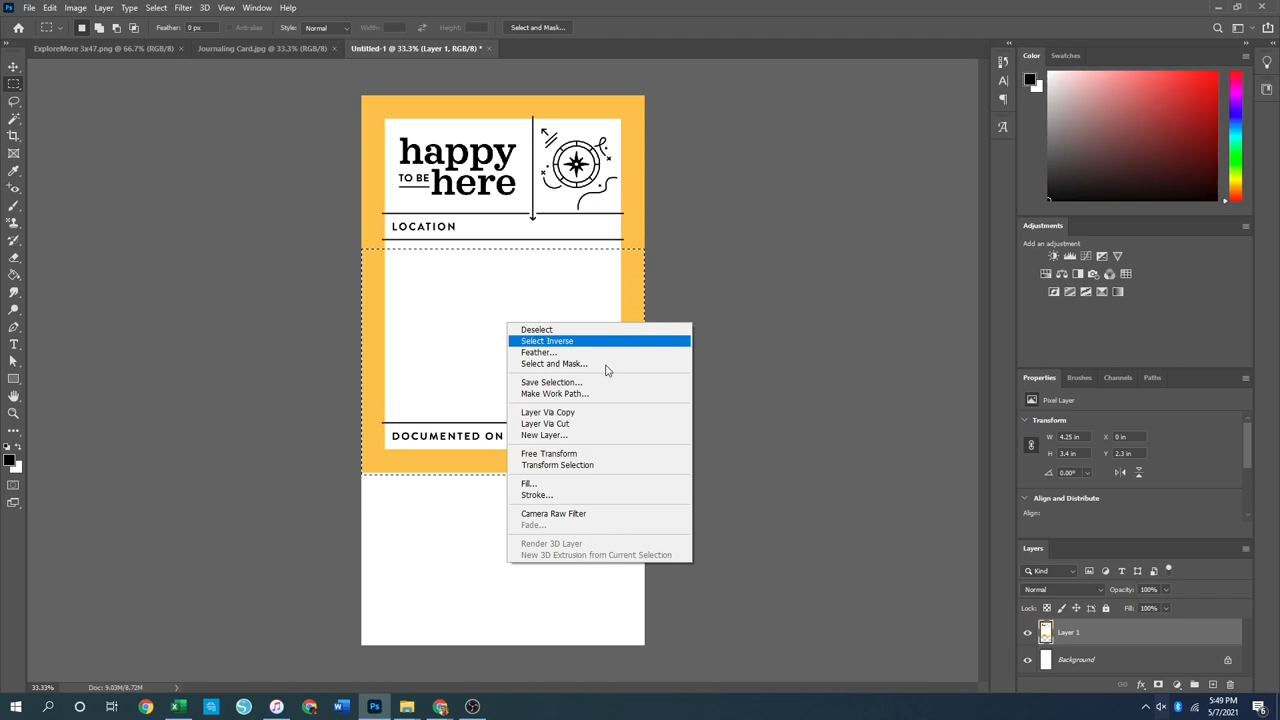 Ps File Edit Image Layer Type Select Filter 3D View Window Help
Feather: 0 px Anti-alias Style: Normal Width: Height: Select and Mask...
ExploreMore 3x47.png @ 66.7% (RGB/8) × Journaling Card.jpg @ 33.3% (RGB/8) × Untitled-1 @ 33.3% (Layer 1, RGB/8) * ×
Color Swatches
happy
TO BE here
LOCATION
DOCUMENTED ON
Deselect
Select Inverse
Feather...
Select and Mask...
Save Selection...
Make Work Path...
Layer Via Copy
Layer Via Cut
New Layer...
Free Transform
Transform Selection
Fill...
Stroke...
Camera Raw Filter
Fade...
Render 3D Layer
New 3D Extrusion from Current Selection
Adjustments
Add an adjustment
Properties Brushes Channels Paths
Pixel Layer
Transform
W 4.25 in X 0 in
H 3.4 in Y 2.3 in
0.00°
Align and Distribute
Align:
Layers
Kind
Normal Opacity: 100%
Lock: Fill: 100%
Layer 1
Background
33.33% Doc: 9.03M/8.72M
5:49 PM
5/7/2021